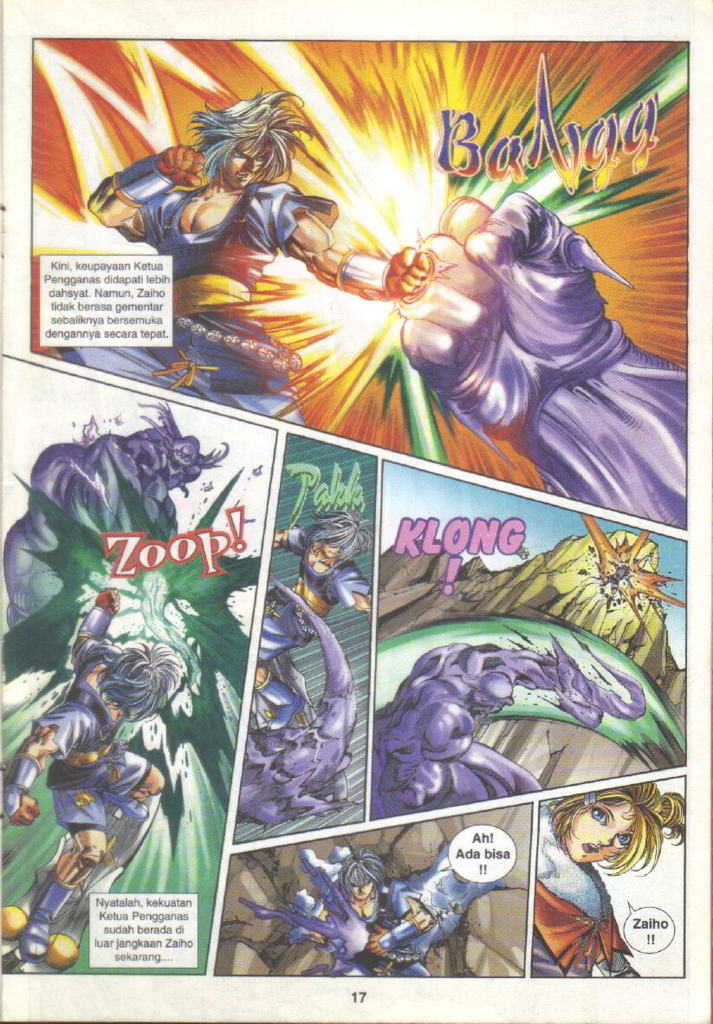 BaNgg
Kini, keupayaan Ketua
Pengganas didapati lebih
dahsyat. Namun, Zaiho
tidak berasa gementar
sebaliknya bersemuka
dengannya secara tepat.
Zoop!
Pakk
KLONG
!
Nyatalah, kekuatan
Ketua Pengganas
sudah berada di
luar jangkaan Zaiho
sekarang....
Ah!
Ada bisa
!!
Zaiho
!!
17